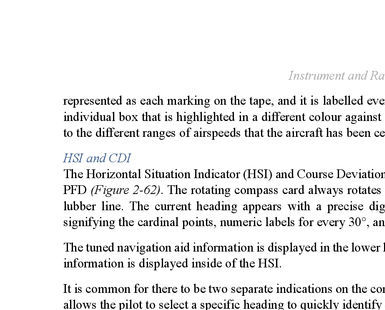 Instrument and Ra
represented as each marking on the tape, and it is labelled eve
individual box that is highlighted in a different colour against
to the different ranges of airspeeds that the aircraft has been ce
HSI and CDI
The Horizontal Situation Indicator (HSI) and Course Deviation
PFD (Figure 2-62). The rotating compass card always rotates
lubber line. The current heading appears with a precise dig
signifying the cardinal points, numeric labels for every 30°, an
The tuned navigation aid information is displayed in the lower l
information is displayed inside of the HSI.
It is common for there to be two separate indications on the con
allows the pilot to select a specific heading to quickly identify